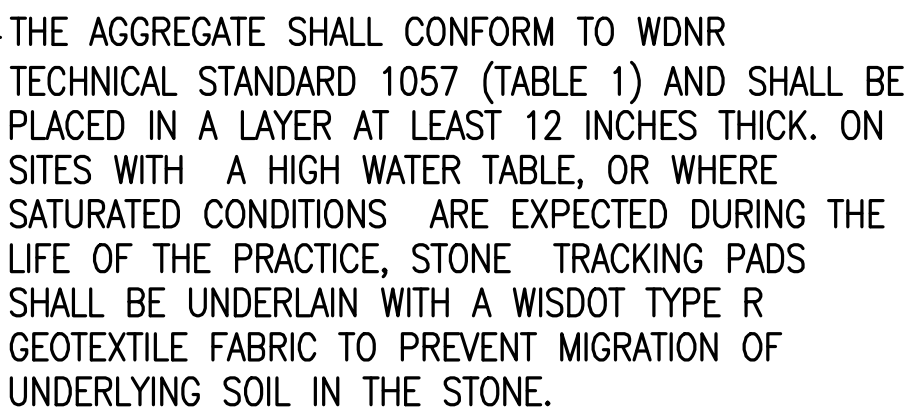 THE AGGREGATE SHALL CONFORM TO WDNR
TECHNICAL STANDARD 1057 (TABLE 1) AND SHALL BE
PLACED IN A LAYER AT LEAST 12 INCHES THICK. ON
SITES WITH  A HIGH WATER TABLE, OR WHERE
SATURATED CONDITIONS  ARE EXPECTED DURING THE
LIFE OF THE PRACTICE, STONE  TRACKING PADS
SHALL BE UNDERLAIN WITH A WISDOT TYPE R
GEOTEXTILE FABRIC TO PREVENT MIGRATION OF
UNDERLYING SOIL IN THE STONE.